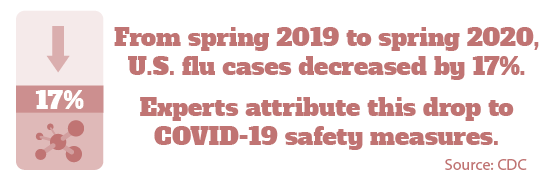 17%
From spring 2019 to spring 2020,
U.S. flu cases decreased by 17%.
Experts attribute this drop to
COVID-19 safety measures.
Source: CDC